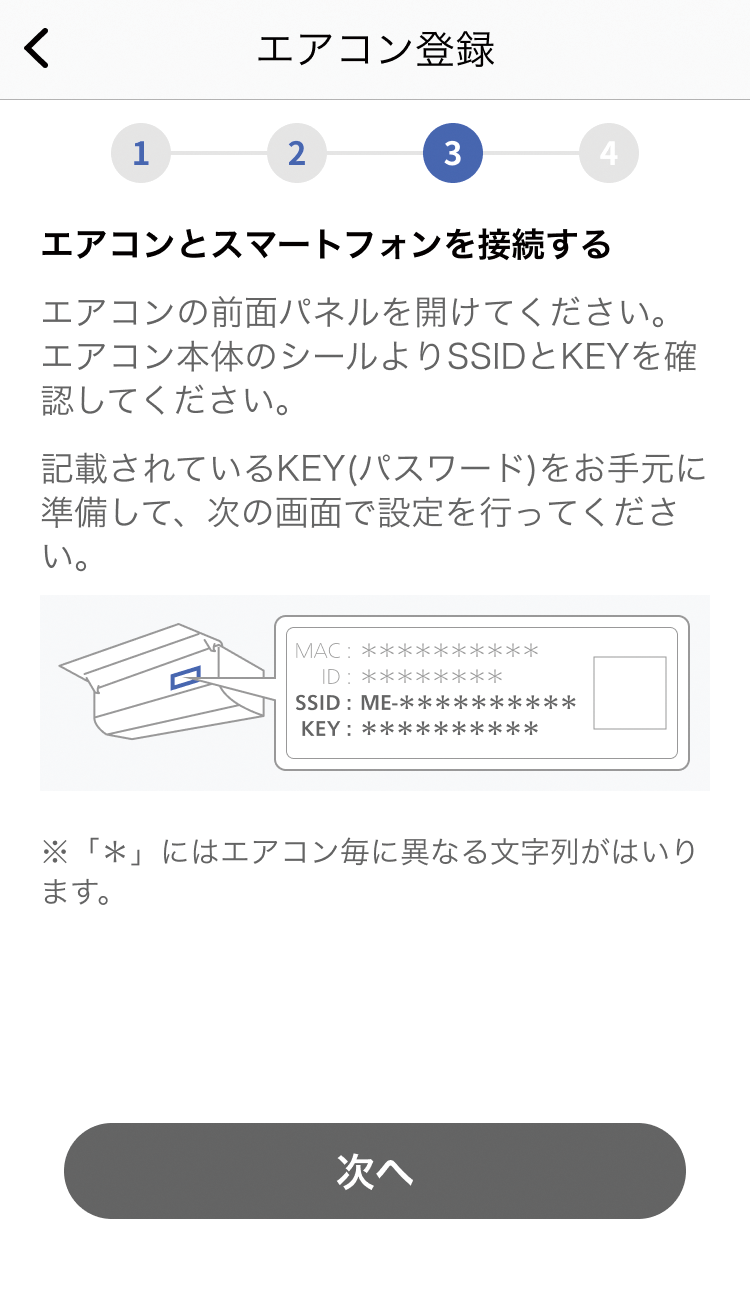 エアコン登録
1 2 3 4
エアコンとスマートフォンを接続する
エアコンの前面パネルを開けてください。
エアコン本体のシールよりSSIDとKEYを確
認してください。
記載されているKEY(パスワード)をお手元に
準備して、次の画面で設定を行ってくださ
い。
MAC : **********
ID : ********
SSID : ME-**********
KEY : **********
※「＊」にはエアコン毎に異なる文字列がはいり
ます。
次へ